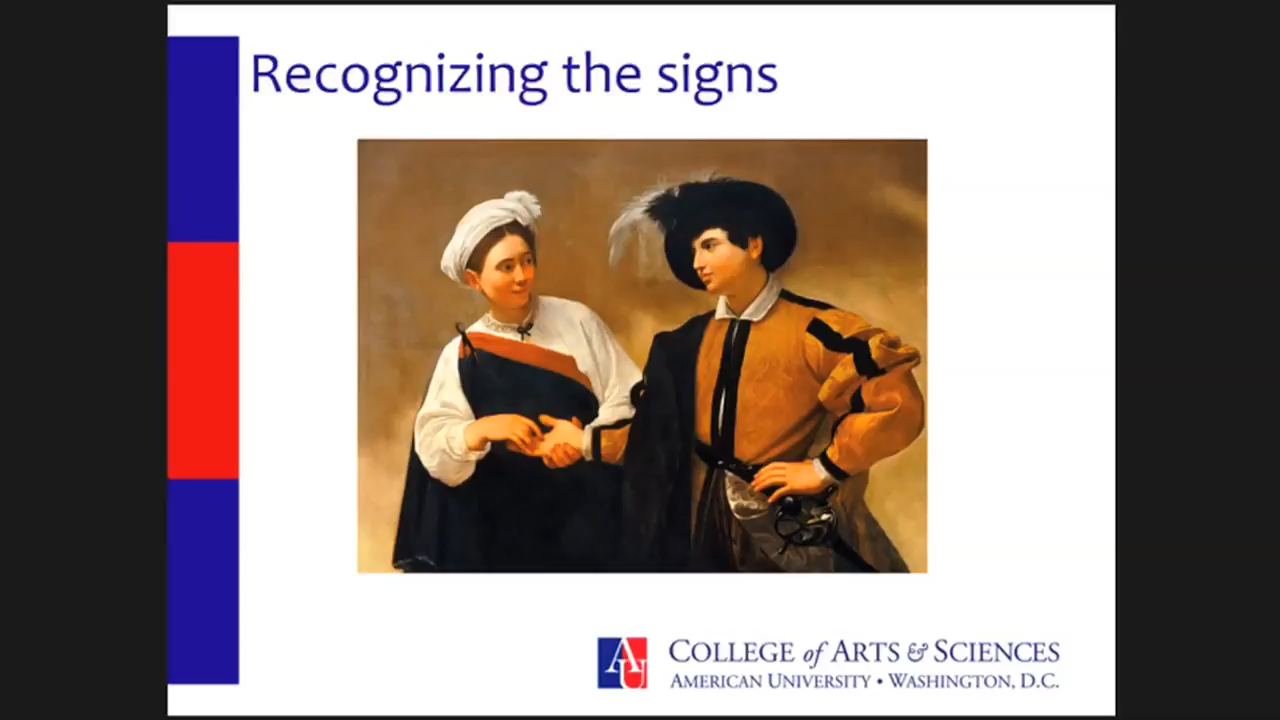 Recognizing the signs
AU
COLLEGE of ARTS & SCIENCES
AMERICAN UNIVERSITY • WASHINGTON, D.C.